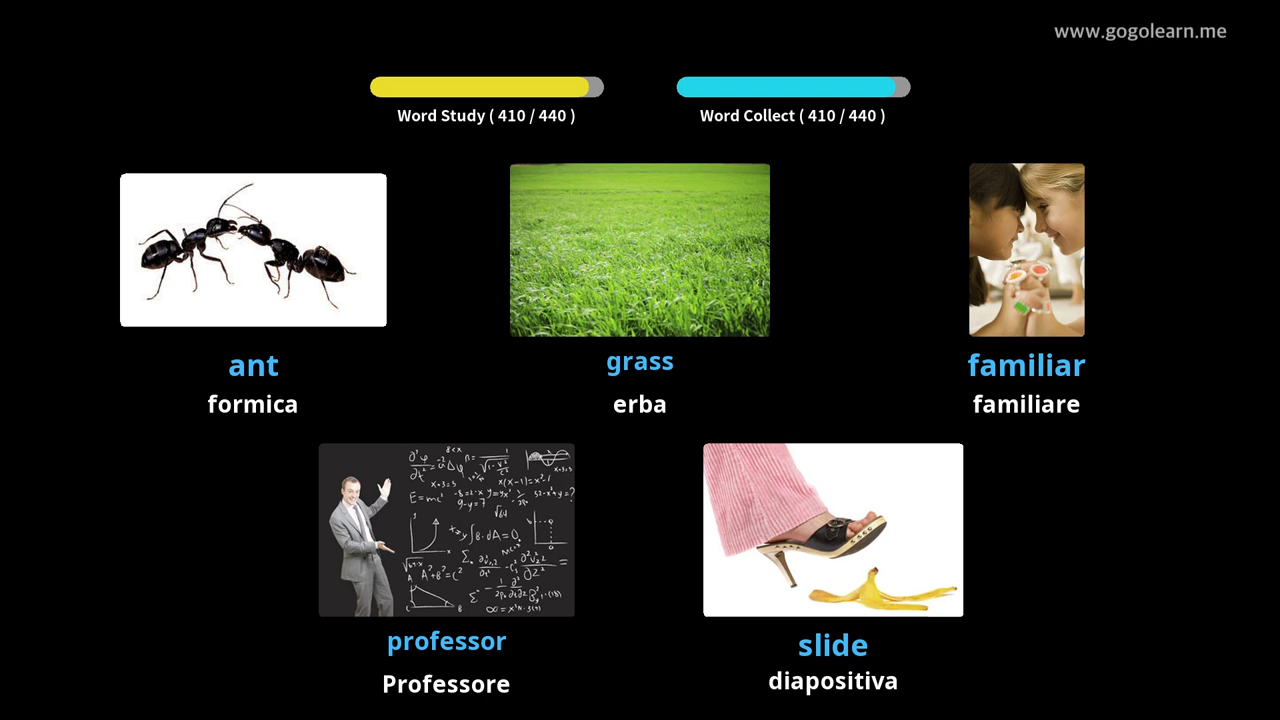 www.gogolearn.me
Word Study ( 410 / 440 )
Word Collect ( 410 / 440 )
ant
formica
grass
erba
familiar
familiare
professor
Professore
slide
diapositiva